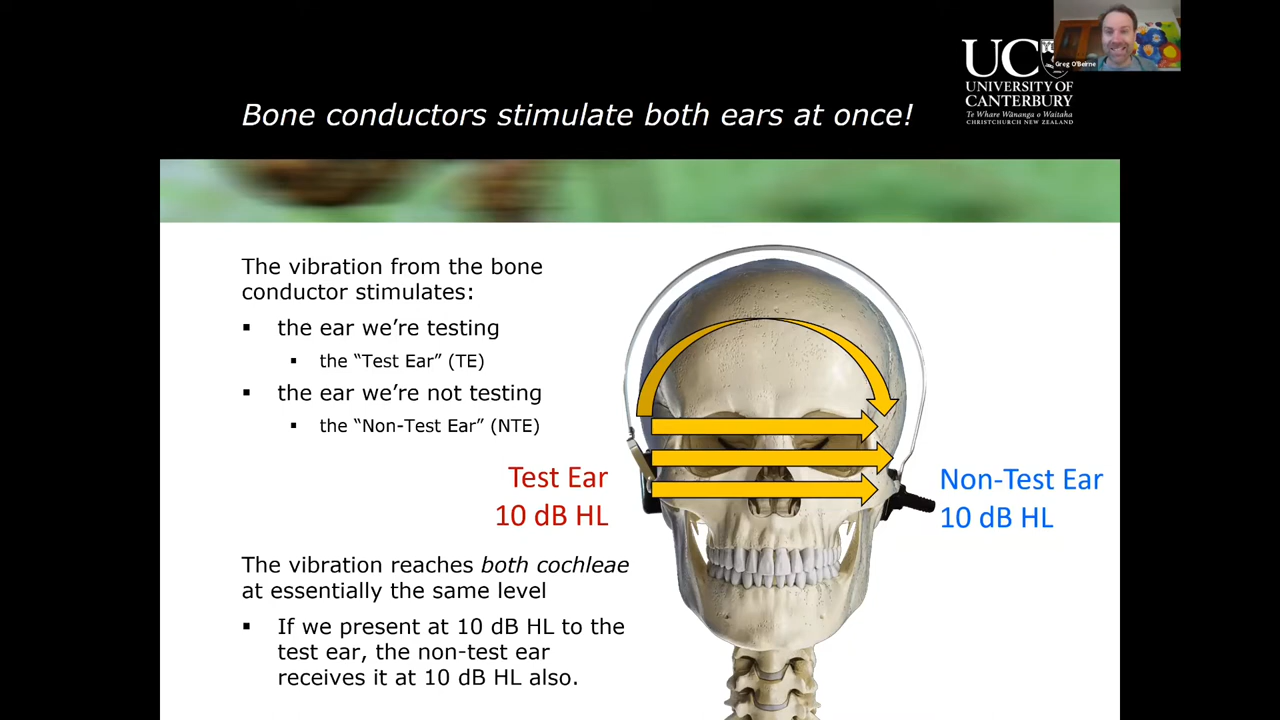 UC
UNIVERSITY OF
CANTERBURY
Te Whare Wānanga o Waitaha
CHRISTCHURCH NEW ZEALAND
Greg O'Beirne
Bone conductors stimulate both ears at once!
The vibration from the bone
conductor stimulates:
▪ the ear we’re testing
▪ the “Test Ear” (TE)
▪ the ear we’re not testing
▪ the “Non-Test Ear” (NTE)
Test Ear
10 dB HL
Non-Test Ear
10 dB HL
The vibration reaches both cochleae
at essentially the same level
▪ If we present at 10 dB HL to the
test ear, the non-test ear
receives it at 10 dB HL also.